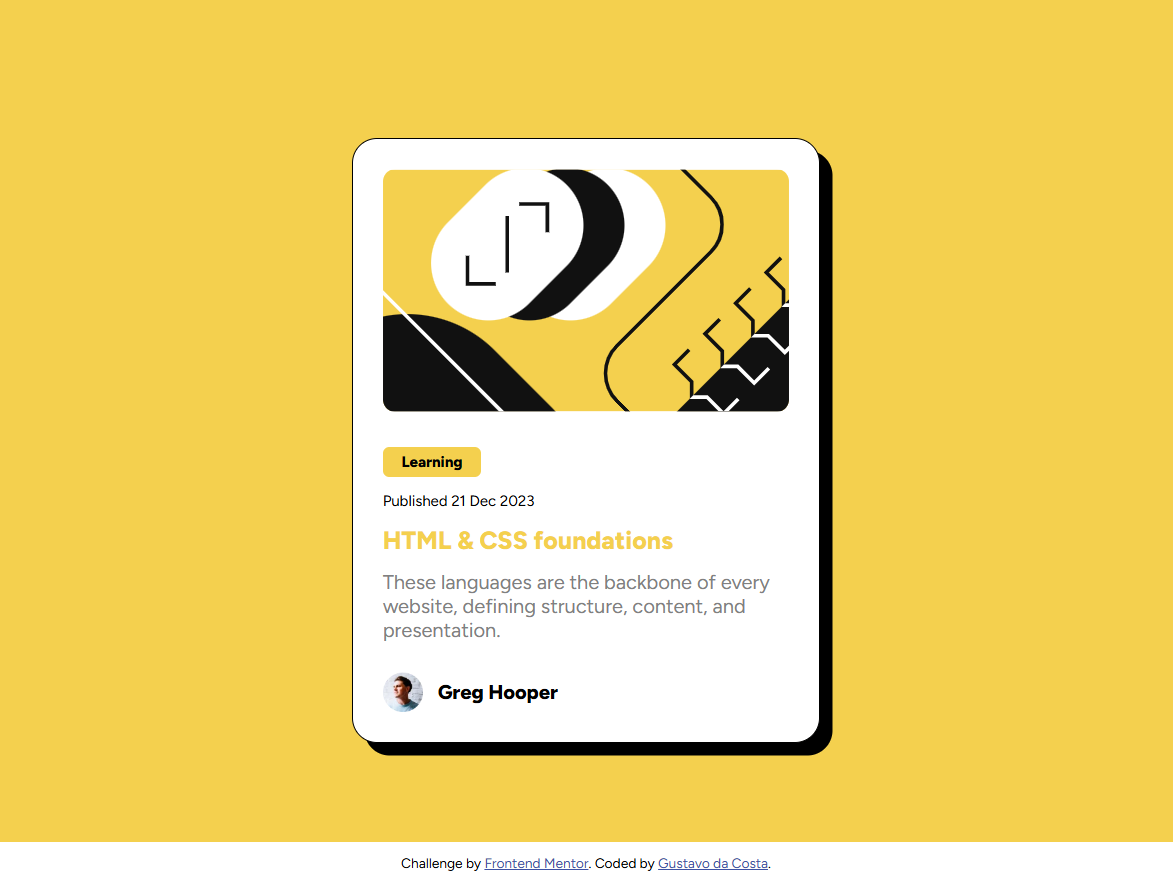 Learning
Published 21 Dec 2023
HTML & CSS foundations
These languages are the backbone of every
website, defining structure, content, and
presentation.
Greg Hooper
Challenge by Frontend Mentor. Coded by Gustavo da Costa.